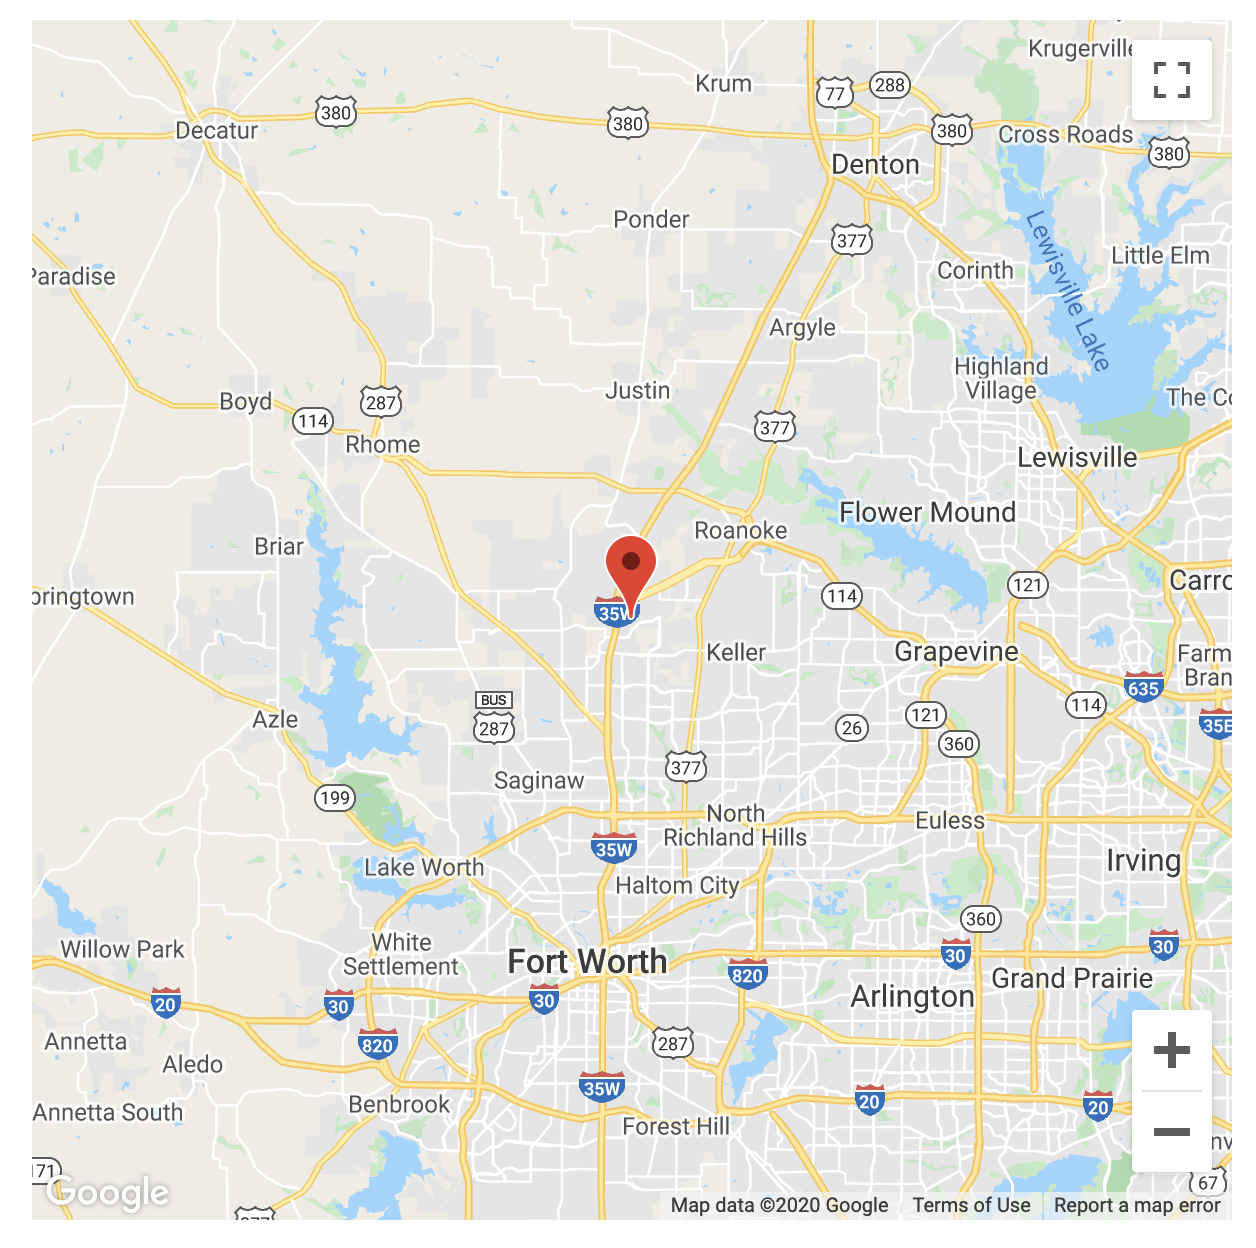 Krugerville
Krum
77
288
380
380
380
Decatur
Cross Roads
380
Denton
Ponder
377
Lewisville Lake
Little Elm
Corinth
Paradise
Argyle
Highland
Village
Justin
Boyd
287
The Co
114
377
Rhome
Lewisville
Flower Mound
Roanoke
Briar
121
Carro
pringtown
114
35W
Keller
Grapevine
Farm
Bran
635
BUS
287
114
Azle
121
26
35E
360
377
Saginaw
199
North
Richland Hills
Euless
35W
Irving
Lake Worth
Haltom City
360
Willow Park
White
Settlement
Fort Worth
30
30
820
Grand Prairie
Arlington
20
30
30
Annetta
820
287
Aledo
35W
20
20
Annetta South
Benbrook
Forest Hill
nv
171
67
Google
377
Map data ©2020 Google
Terms of Use
Report a map error